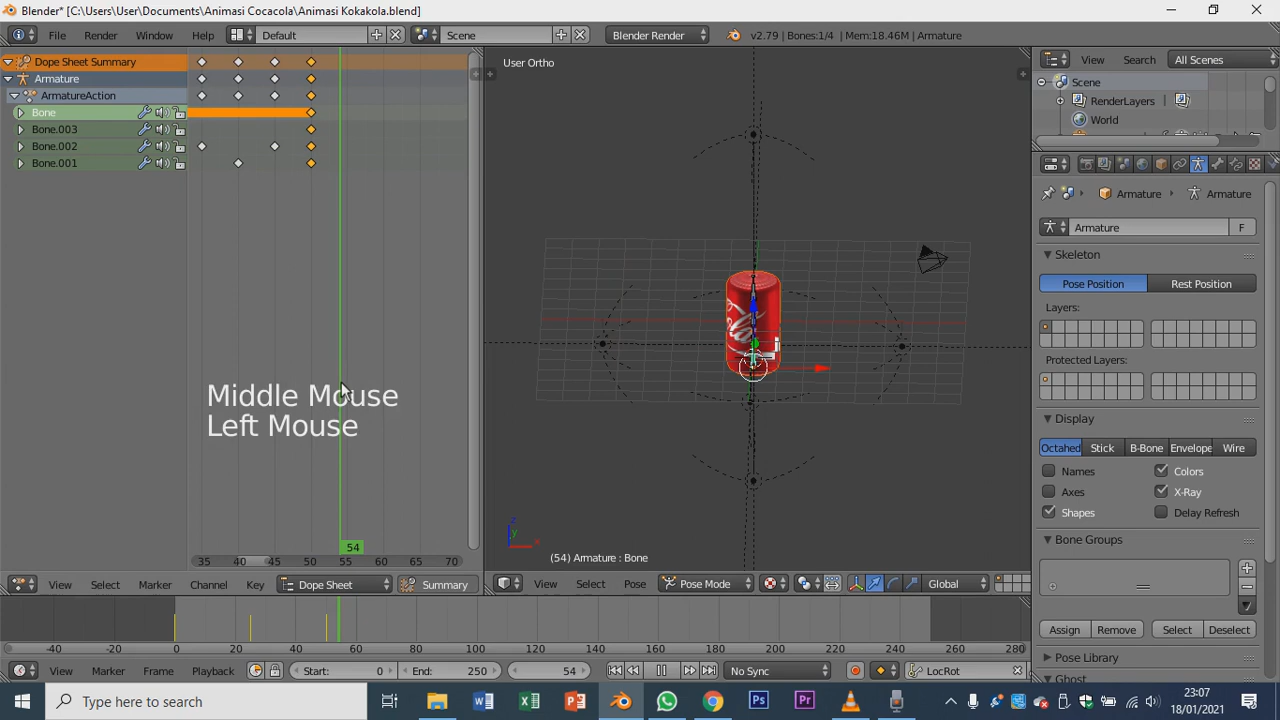 Blender* [C:\Users\User\Documents\Animasi Cocacola\Animasi Kokakola.blend]
File Render Window Help Default Scene Blender Render v2.79 | Bones:1/4 | Mem:18.46M | Armature
Dope Sheet Summary
Armature
ArmatureAction
Bone
Bone.003
Bone.002
Bone.001
Middle Mouse
Left Mouse
54
35 40 45 50 55 60 65 70
View Select Marker Channel Key Dope Sheet Summary
User Ortho
z
y
x
(54) Armature : Bone
View Select Pose Pose Mode Global
View Search All Scenes
Scene
RenderLayers
World
Armature Armature
Armature F
Skeleton
Pose Position Rest Position
Layers:
Protected Layers:
Display
Octahed Stick B-Bone Envelope Wire
Names Colors
Axes X-Ray
Shapes Delay Refresh
Bone Groups
Assign Remove Select Deselect
Pose Library
Ghost
-40 -20 0 20 40 60 80 100 120 140 160 180 200 220 240 260 280
View Marker Frame Playback Start: 0 End: 250 54 No Sync LocRot
Type here to search
23:07
18/01/2021